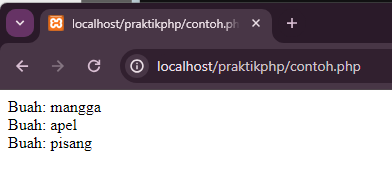 localhost/praktikphp/contoh.ph
localhost/praktikphp/contoh.php
Buah: mangga
Buah: apel
Buah: pisang